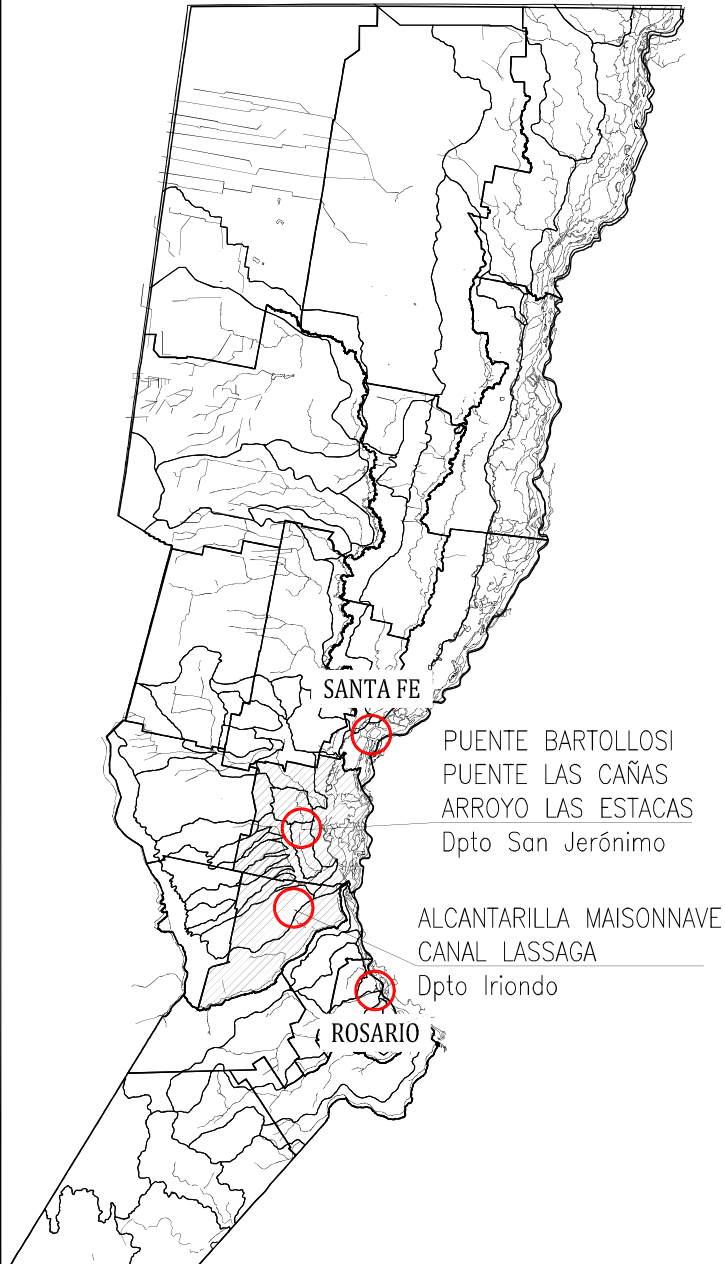 SANTA FE
PUENTE BARTOLLOSI
PUENTE LAS CAÑAS
ARROYO LAS ESTACAS
Dpto San Jerónimo
ALCANTARILLA MAISONNAVE
CANAL LASSAGA
Dpto Iriondo
ROSARIO